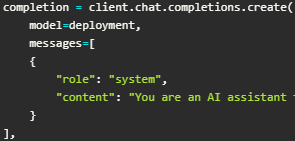 completion = client.chat.completions.create(
    model=deployment,
    messages=[
    {
        "role": "system",
        "content": "You are an AI assistant
    }
],